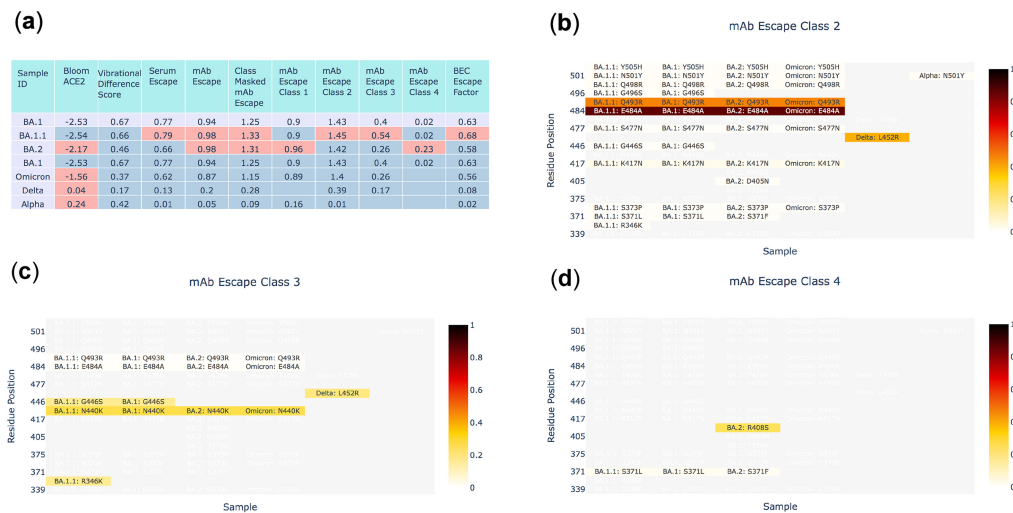 (a)
Sample ID Bloom ACE2 Vibrational Difference Score Serum Escape mAb Escape Class Masked mAb Escape mAb Escape Class 1 mAb Escape Class 2 mAb Escape Class 3 mAb Escape Class 4 BEC Escape Factor
BA.1 -2.53 0.67 0.77 0.94 1.25 0.9 1.43 0.4 0.02 0.63
BA.1.1 -2.54 0.66 0.79 0.98 1.33 0.9 1.45 0.54 0.02 0.68
BA.2 -2.17 0.46 0.66 0.98 1.31 0.96 1.42 0.26 0.23 0.58
BA.1 -2.53 0.67 0.77 0.94 1.25 0.9 1.43 0.4 0.02 0.63
Omicron -1.56 0.37 0.62 0.87 1.15 0.89 1.4 0.26 0.56
Delta 0.04 0.17 0.13 0.2 0.28 0.39 0.17 0.08
Alpha 0.24 0.42 0.01 0.05 0.09 0.16 0.01 0.02
(b)
mAb Escape Class 2
BA.1.1: Y505H BA.1: Y505H BA.2: Y505H Omicron: Y505H
501 BA.1.1: N501Y BA.1: N501Y BA.2: N501Y Omicron: N501Y Alpha: N501Y
BA.1.1: Q498R BA.1: Q498R BA.2: Q498R Omicron: Q498R
496 BA.1.1: G496S BA.1: G496S
BA.1.1: Q493R BA.1: Q493R BA.2: Q493R Omicron: Q493R
484 BA.1.1: E484A BA.1: E484A BA.2: E484A Omicron: E484A
477 BA.1.1: S477N BA.1: S477N BA.2: S477N Omicron: S477N
Delta: L452R
446 BA.1.1: G446S BA.1: G446S
417 BA.1.1: K417N BA.1: K417N BA.2: K417N Omicron: K417N
405 BA.2: D405N
375
BA.1.1: S373P BA.1: S373P BA.2: S373P Omicron: S373P
371 BA.1.1: S371L BA.1: S371L BA.2: S371F
BA.1.1: R346K
339
Residue Position
Sample
(c)
mAb Escape Class 3
501
496
BA.1.1: Q493R BA.1: Q493R BA.2: Q493R Omicron: Q493R
484 BA.1.1: E484A BA.1: E484A BA.2: E484A Omicron: E484A
477
Delta: L452R
446 BA.1.1: G446S BA.1: G446S
BA.1.1: N440K BA.1: N440K BA.2: N440K Omicron: N440K
417
405
375
371
BA.1.1: R346K
339
Residue Position
Sample
1
0.8
0.6
0.4
0.2
0
(d)
mAb Escape Class 4
501
496
484
477
446
417
BA.2: R408S
405
375
371 BA.1.1: S371L BA.1: S371L BA.2: S371F
339
Residue Position
Sample